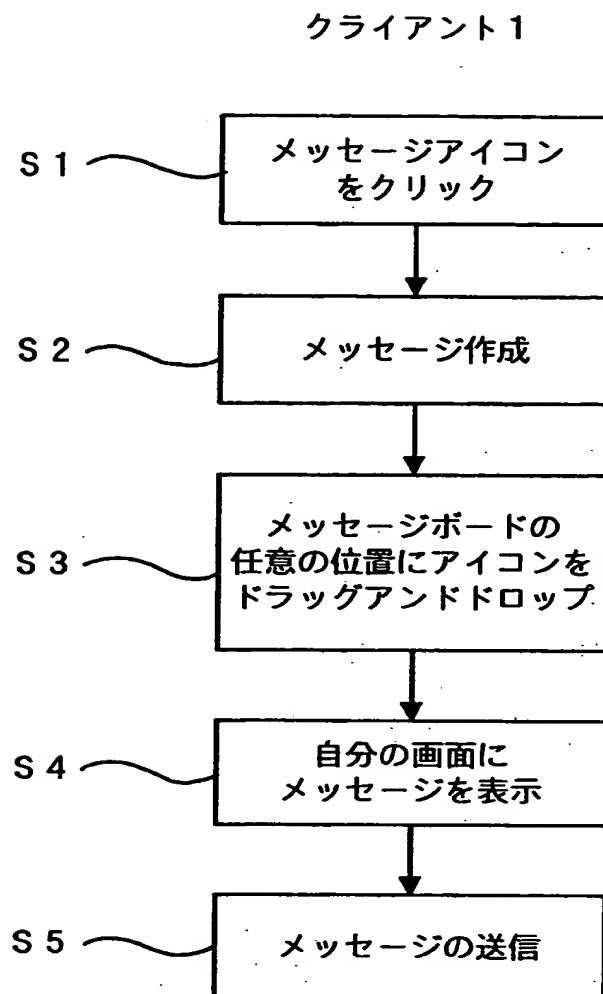 クライアント1
S1
メッセージアイコン
をクリック
S2
メッセージ作成
S3
メッセージボードの
任意の位置にアイコンを
ドラッグアンドドロップ
S4
自分の画面に
メッセージを表示
S5
メッセージの送信